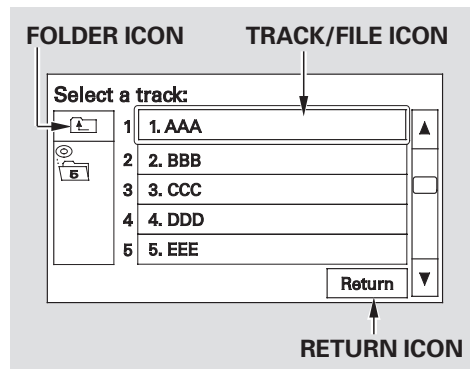 FOLDER ICON TRACK/FILE ICON
Select a track:
1 1. AAA
2 2. BBB
5
3 3. CCC
4 4. DDD
5 5. EEE
Return
RETURN ICON